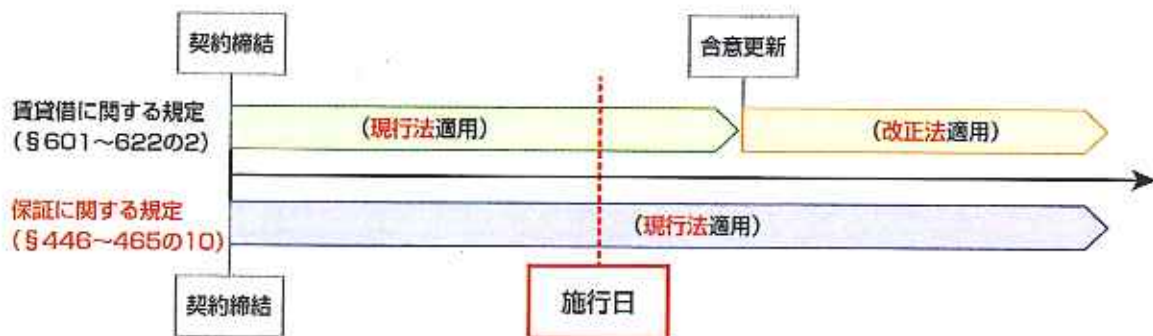 契約締結
合意更新
賃貸借に関する規定
（§601～622の2）
（現行法適用）
（改正法適用）
保証に関する規定
（§446～465の10）
（現行法適用）
契約締結
施行日